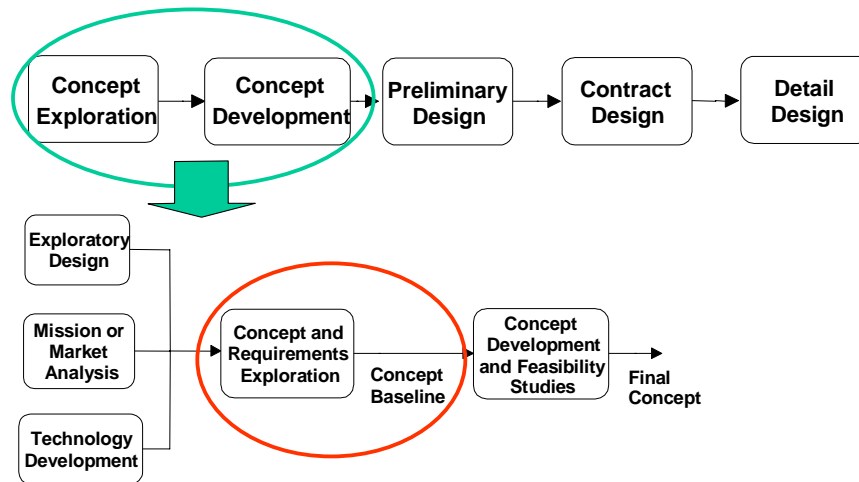 Concept
Exploration
Concept
Development
Preliminary
Design
Contract
Design
Detail
Design
Exploratory
Design
Mission or
Market
Analysis
Technology
Development
Concept and
Requirements
Exploration
Concept
Baseline
Concept
Development
and Feasibility
Studies
Final
Concept